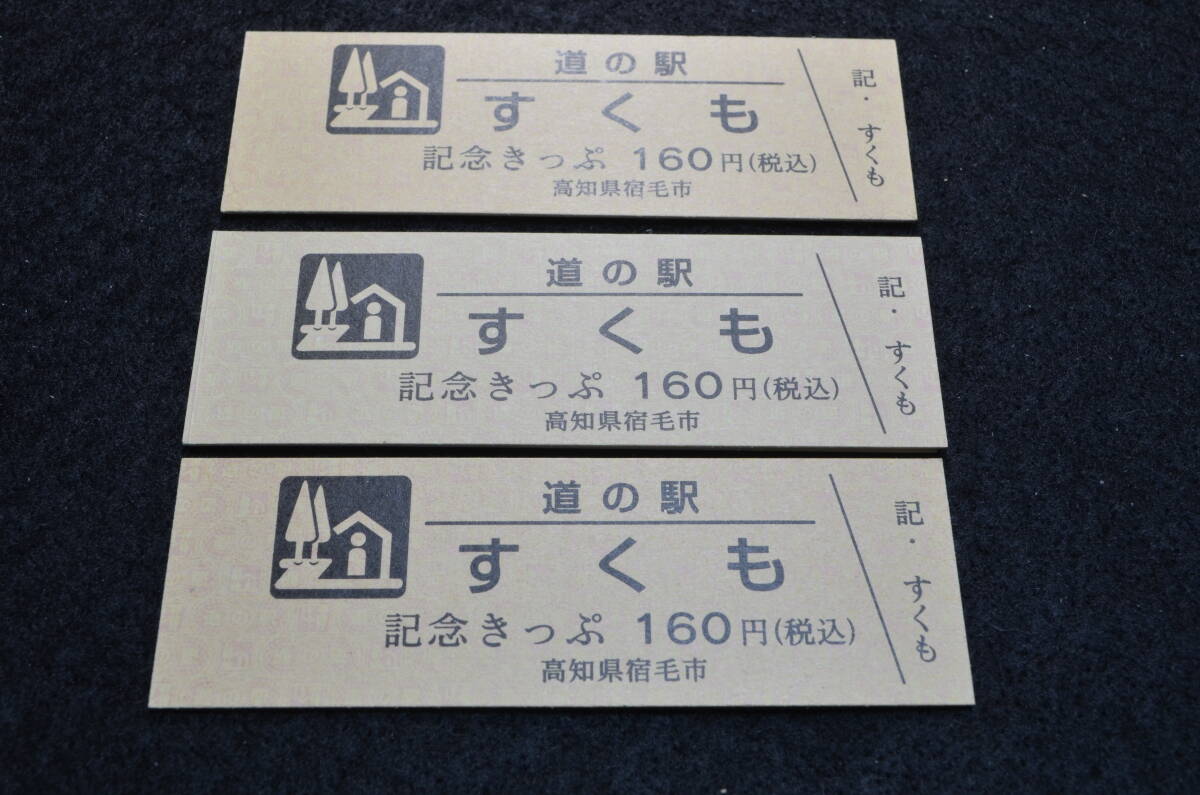 道の駅
すくも
記念きっぷ 160円(税込)
高知県宿毛市
記・すくも
道の駅
すくも
記念きっぷ 160円(税込)
高知県宿毛市
記・すくも
道の駅
すくも
記念きっぷ 160円(税込)
高知県宿毛市
記・すくも